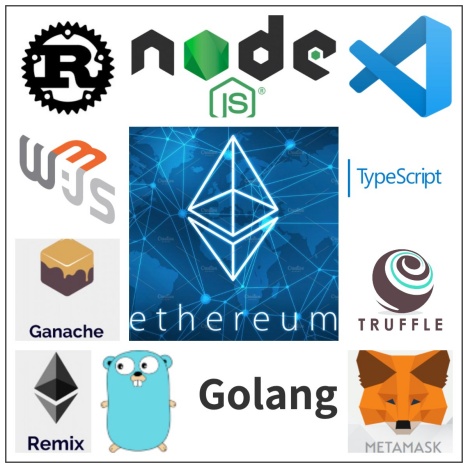 R
node
JS®
W3JS
TypeScript
ethereum
Ganache
TRUFFLE
Remix
Golang
METAMASK